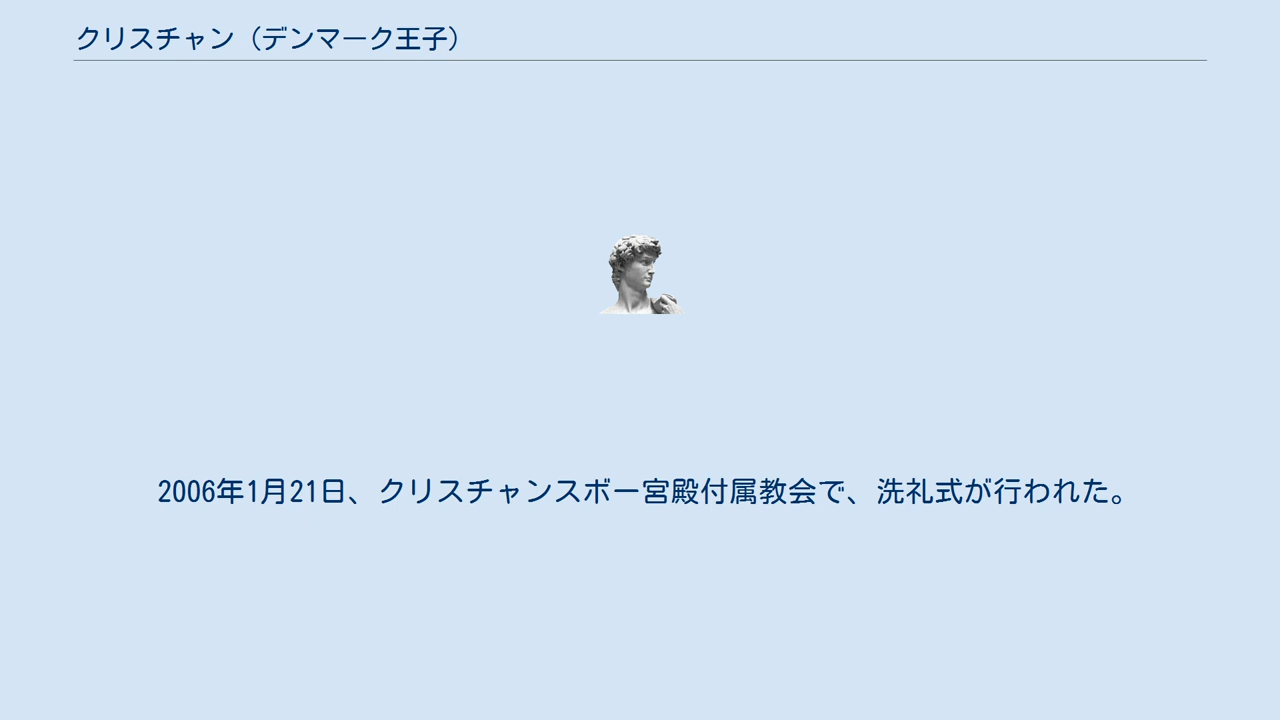 クリスチャン（デンマーク王子）
2006年1月21日、クリスチャンスボー宮殿付属教会で、洗礼式が行われた。